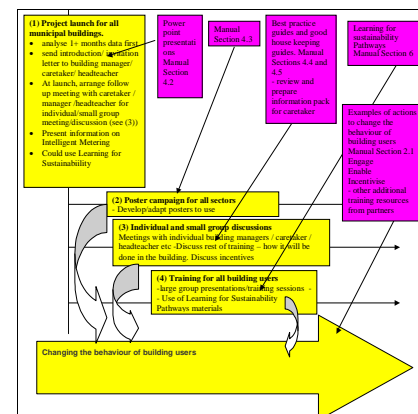 (1) Project launch for all
municipal buildings.
• analyse 1+ months data first
• send introduction/ invitation
letter to building manager/
caretaker/ headteacher
• At launch, arrange follow
up meeting with caretaker /
manager /headteacher for
individual/small group
meeting/discussion (see (3))
• Present information on
Intelligent Metering
• Could use Learning for
Sustainability
Power
point
presentati
ons
Manual
Section
4.2
Manual
Section 4.3
Best practice
guides and good
house keeping
guides. Manual
Sections 4.4 and
4.5
- review and
prepare
information pack
for caretaker
Learning for
sustainability
Pathways
Manual Section 6
Examples of actions
to change the
behaviour of
building users
Manual Section 2.1
Engage
Enable
Incentivise
- other additional
training resources
from partners
(2) Poster campaign for all sectors
- Develop/adapt posters to use
(3) Individual and small group discussions
Meetings with individual building managers / caretaker /
headteacher etc -Discuss rest of training – how it will be
done in the building. Discuss incentives
(4) Training for all building users
-large group presentations/training sessions -
- Use of Learning for Sustainability
Pathways materials
Changing the behaviour of building users